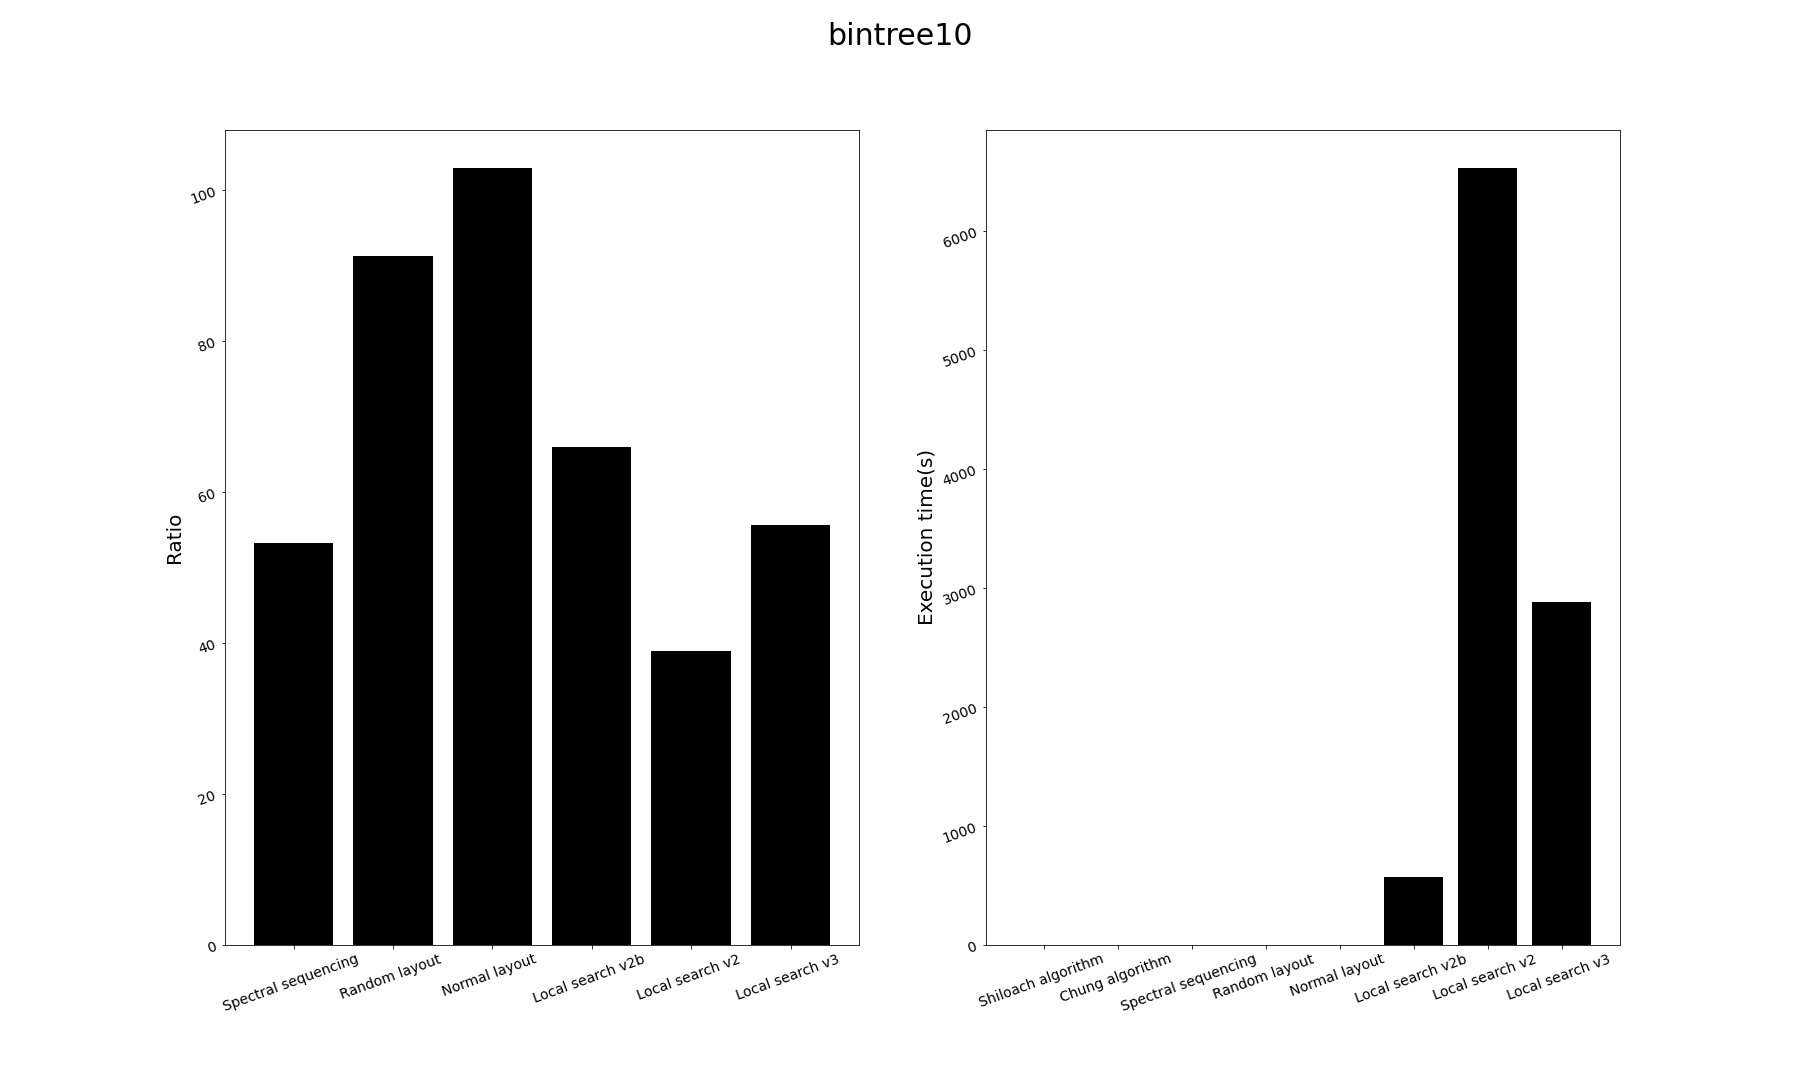 bintree10
Ratio
100
80
60
40
20
0
Spectral sequencing
Random layout
Normal layout
Local search v2b
Local search v2
Local search v3
Execution time(s)
6000
5000
4000
3000
2000
1000
0
Shiloach algorithm
Chung algorithm
Spectral sequencing
Random layout
Normal layout
Local search v2b
Local search v2
Local search v3